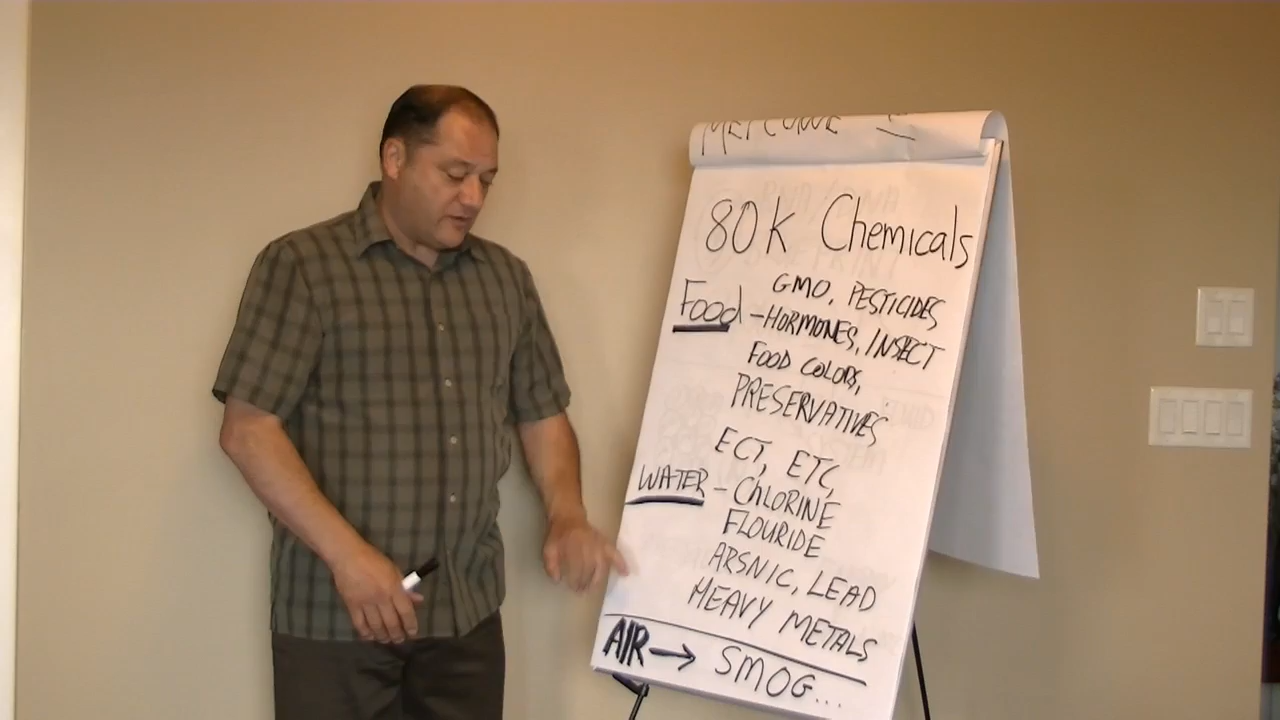 WELCOME
80K Chemicals
GMO, PESTICIDES
Food - HORMONES, INSECT
FOOD COLORS,
PRESERVATIVES
ECT, ETC,
WATER - CHLORINE
FLOURIDE
ARSNIC, LEAD
HEAVY METALS
AIR → SMOG...